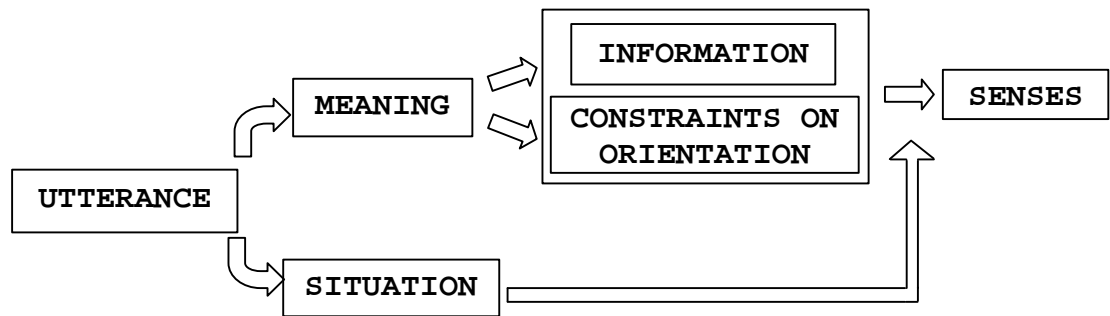 UTTERANCE
MEANING
SITUATION
INFORMATION
CONSTRAINTS ON
ORIENTATION
SENSES